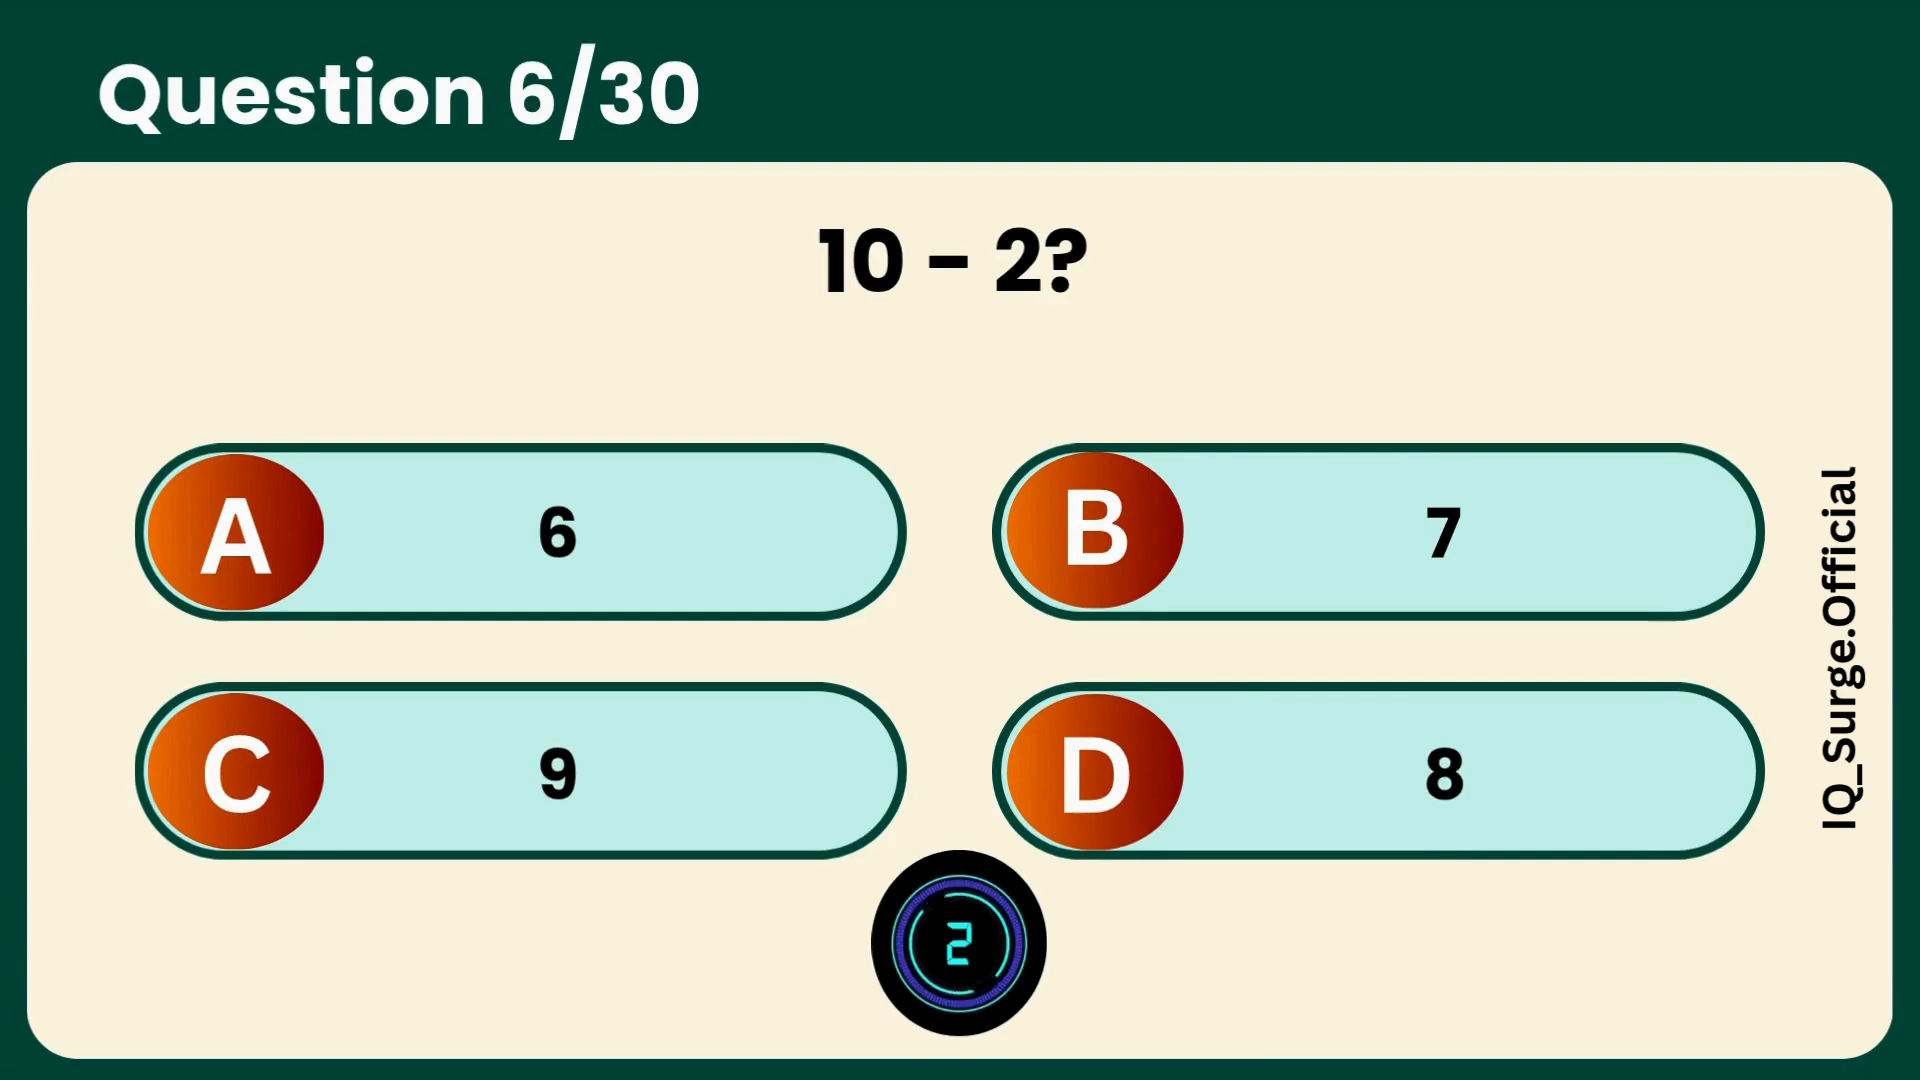 Question 6/30
10 - 2?
A 6
B 7
C 9
D 8
2
IQ_Surge.Official